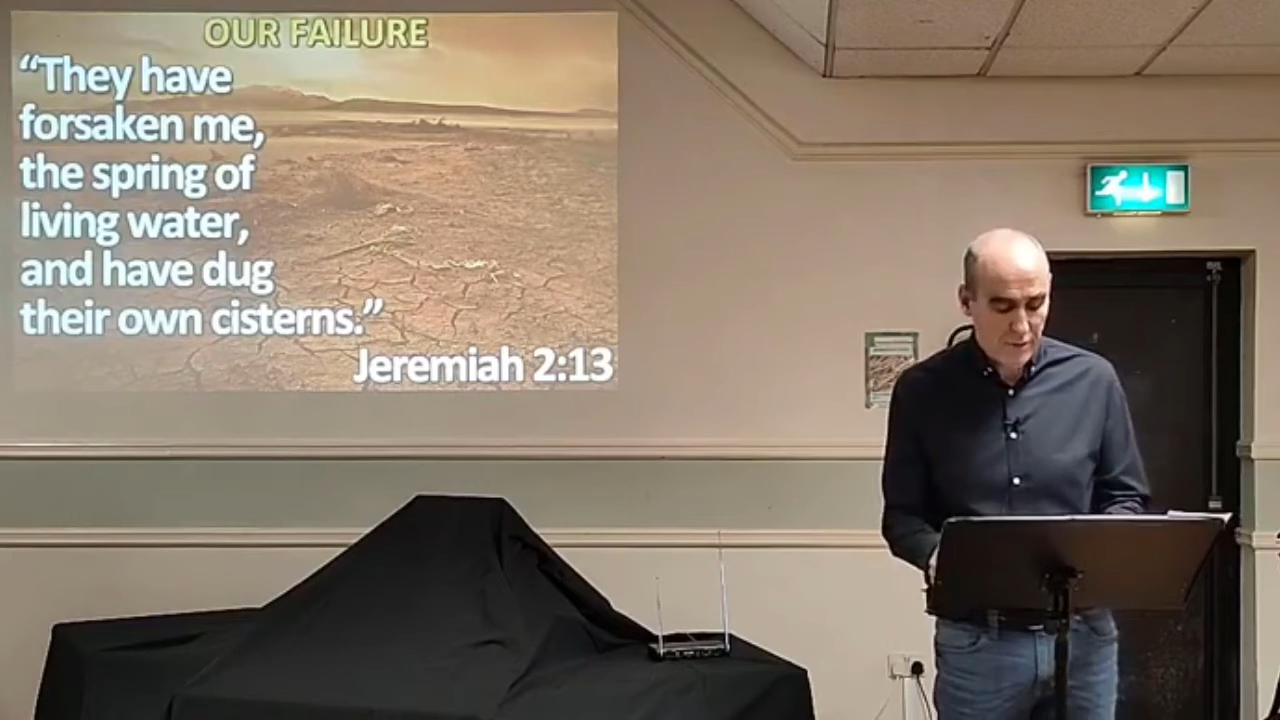 OUR FAILURE
“They have
forsaken me,
the spring of
living water,
and have dug
their own cisterns.”
Jeremiah 2:13